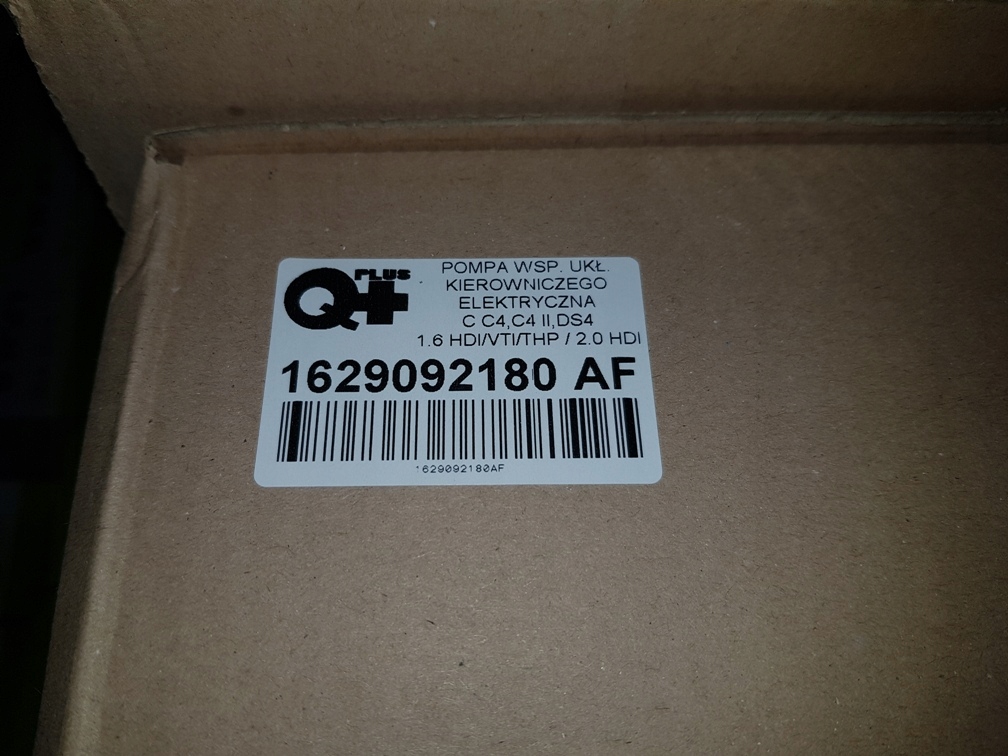 Q+ PLUS
POMPA WSP. UKŁ.
KIEROWNICZEGO
ELEKTRYCZNA
C C4,C4 II,DS4
1.6 HDI/VTI/THP / 2.0 HDI
1629092180 AF
1629092180AF